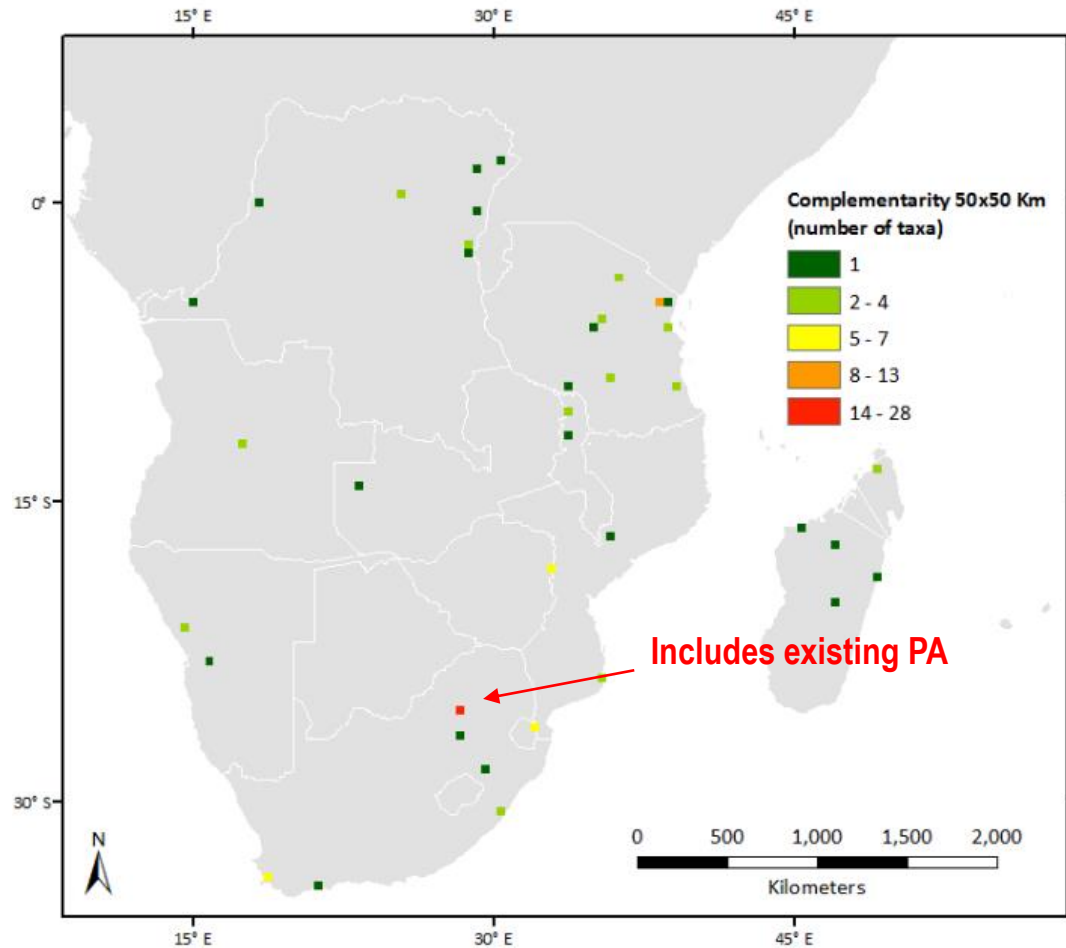 15° E
30° E
45° E
0°
15° S
30° S
Complementarity 50x50 Km
(number of taxa)
1
2 - 4
5 - 7
8 - 13
14 - 28
Includes existing PA
N
0 500 1,000 1,500 2,000
Kilometers
15° E
30° E
45° E